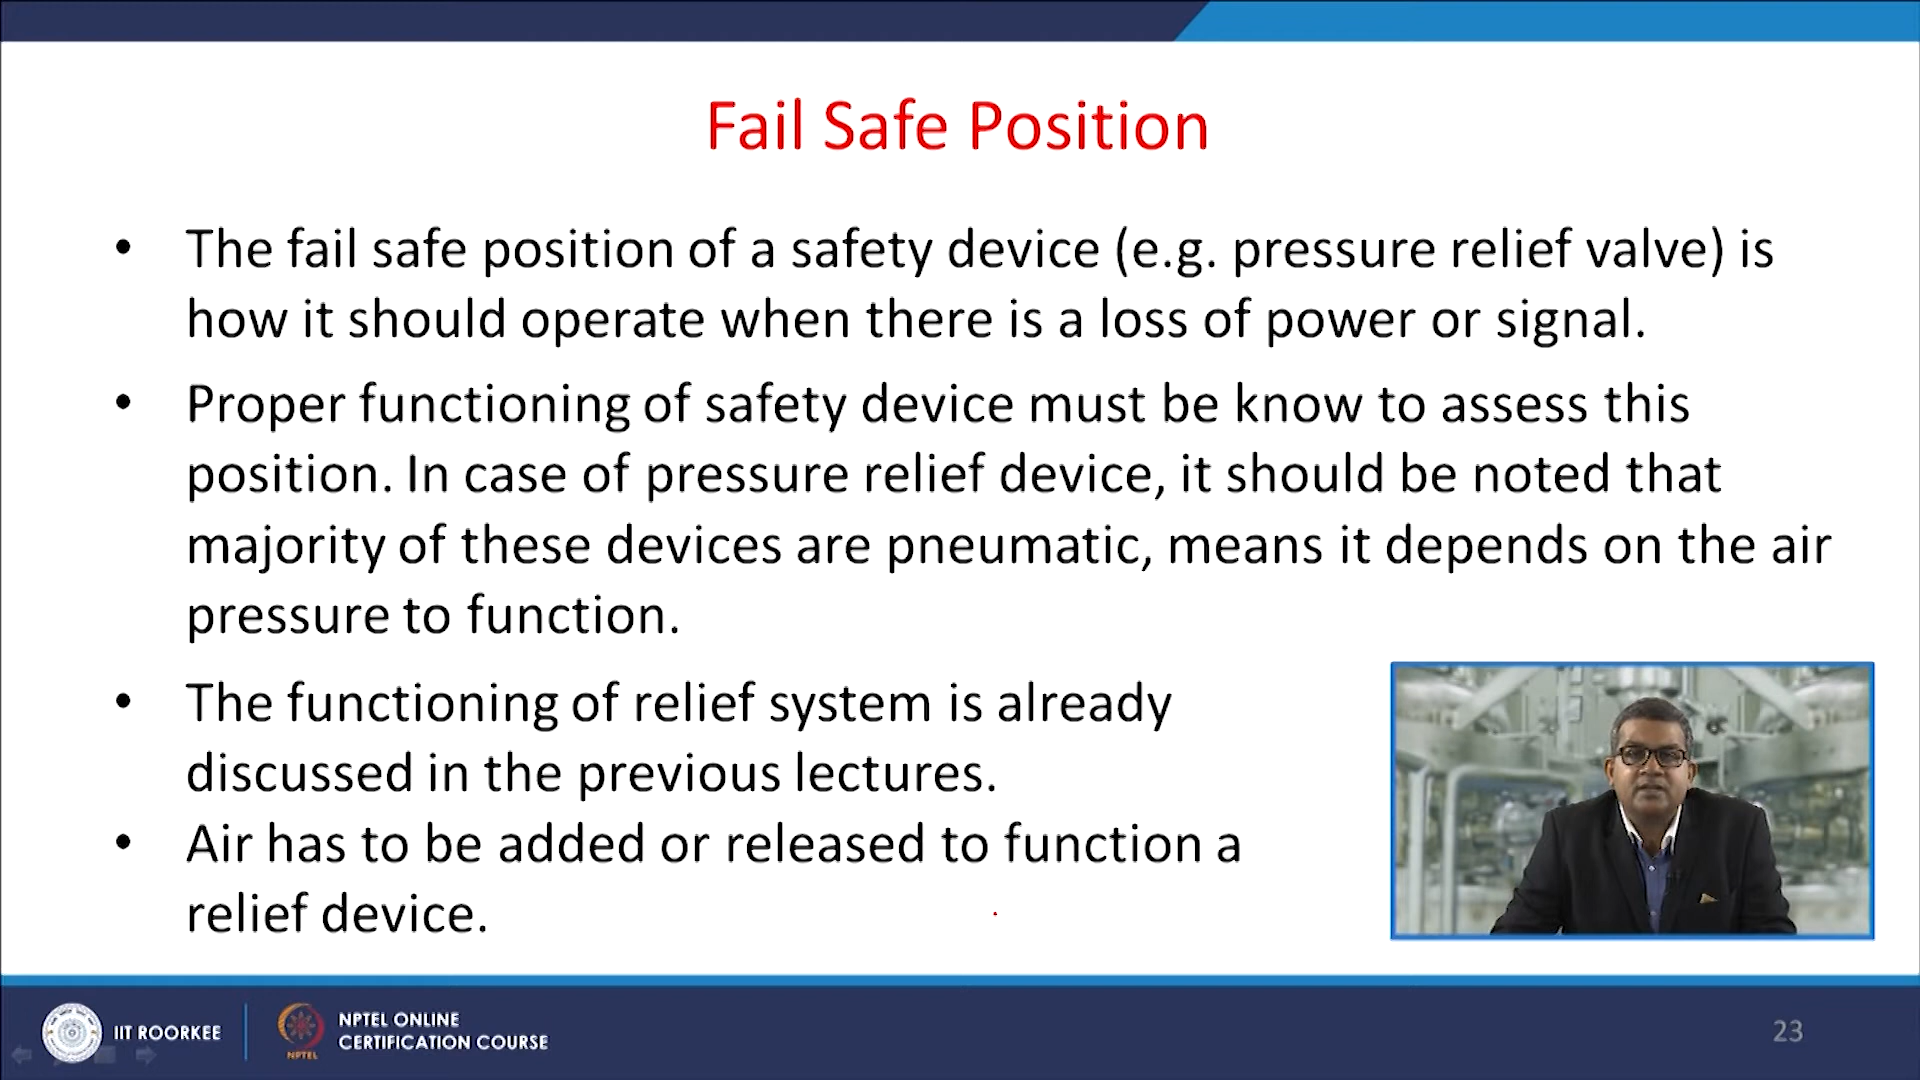 Fail Safe Position
• The fail safe position of a safety device (e.g. pressure relief valve) is
how it should operate when there is a loss of power or signal.
• Proper functioning of safety device must be know to assess this
position. In case of pressure relief device, it should be noted that
majority of these devices are pneumatic, means it depends on the air
pressure to function.
• The functioning of relief system is already
discussed in the previous lectures.
• Air has to be added or released to function a
relief device.
IIT ROORKEE
NPTEL
NPTEL ONLINE
CERTIFICATION COURSE
23